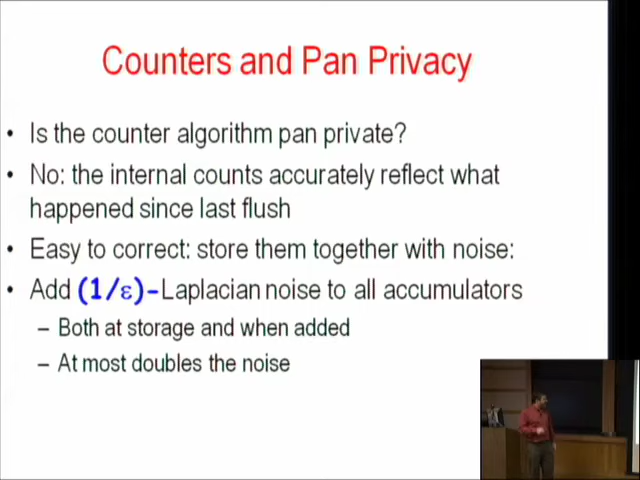 Counters and Pan Privacy
• Is the counter algorithm pan private?
• No: the internal counts accurately reflect what
happened since last flush
• Easy to correct: store them together with noise:
• Add (1/ε)-Laplacian noise to all accumulators
– Both at storage and when added
– At most doubles the noise